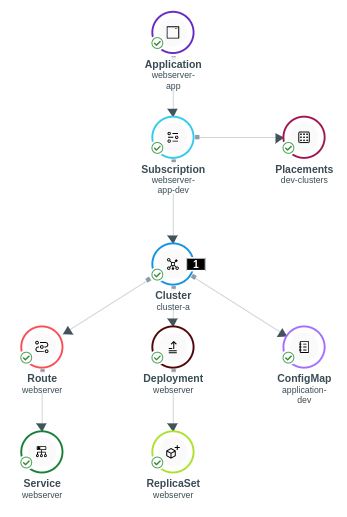 Application
webserver-
app
Subscription
webserver-
app-dev
Placements
dev-clusters
1
Cluster
cluster-a
Route
webserver
Deployment
webserver
ConfigMap
application-
dev
Service
webserver
ReplicaSet
webserver